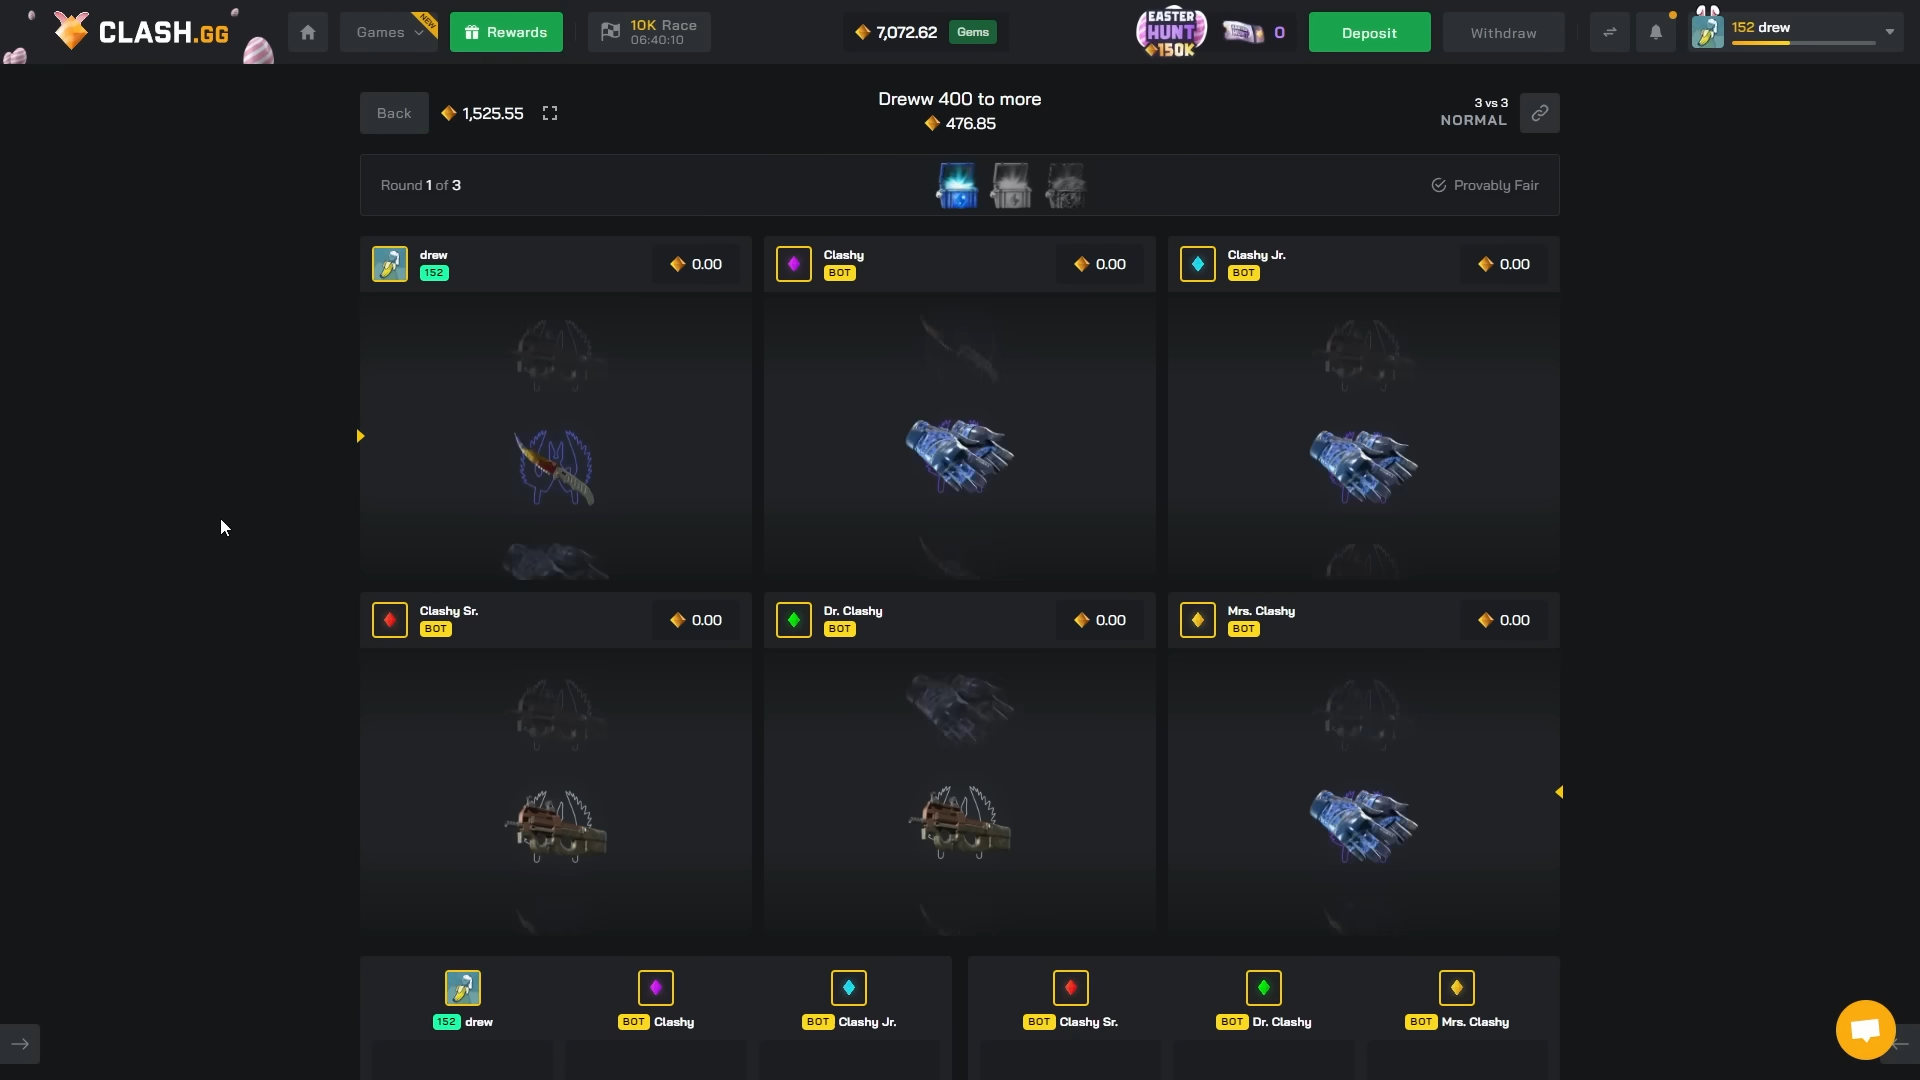 CLASH.GG
Games
NEW
Rewards
10K Race
06:40:10
7,072.62
Gems
EASTER
HUNT
150K
0
Deposit
Withdraw
152 drew
Back
1,525.55
Dreww 400 to more
476.85
3 vs 3
NORMAL
Round 1 of 3
Provably Fair
drew
152
0.00
Clashy
BOT
0.00
Clashy Jr.
BOT
0.00
Clashy Sr.
BOT
0.00
Dr. Clashy
BOT
0.00
Mrs. Clashy
BOT
0.00
152 drew
BOT Clashy
BOT Clashy Jr.
BOT Clashy Sr.
BOT Dr. Clashy
BOT Mrs. Clashy